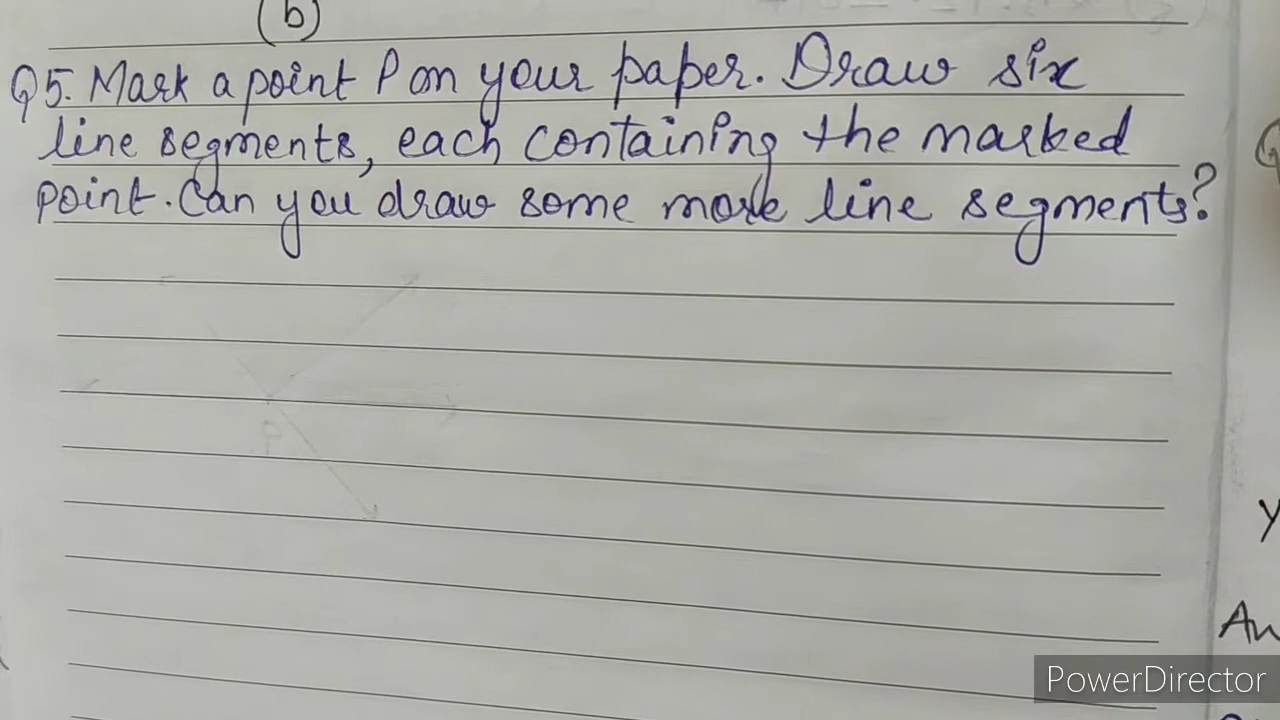 (b)
Q5. Mark a point P on your paper. Draw six
line segments, each containing the marked
point. Can you draw some more line segments?
P
Y
An
PowerDirector